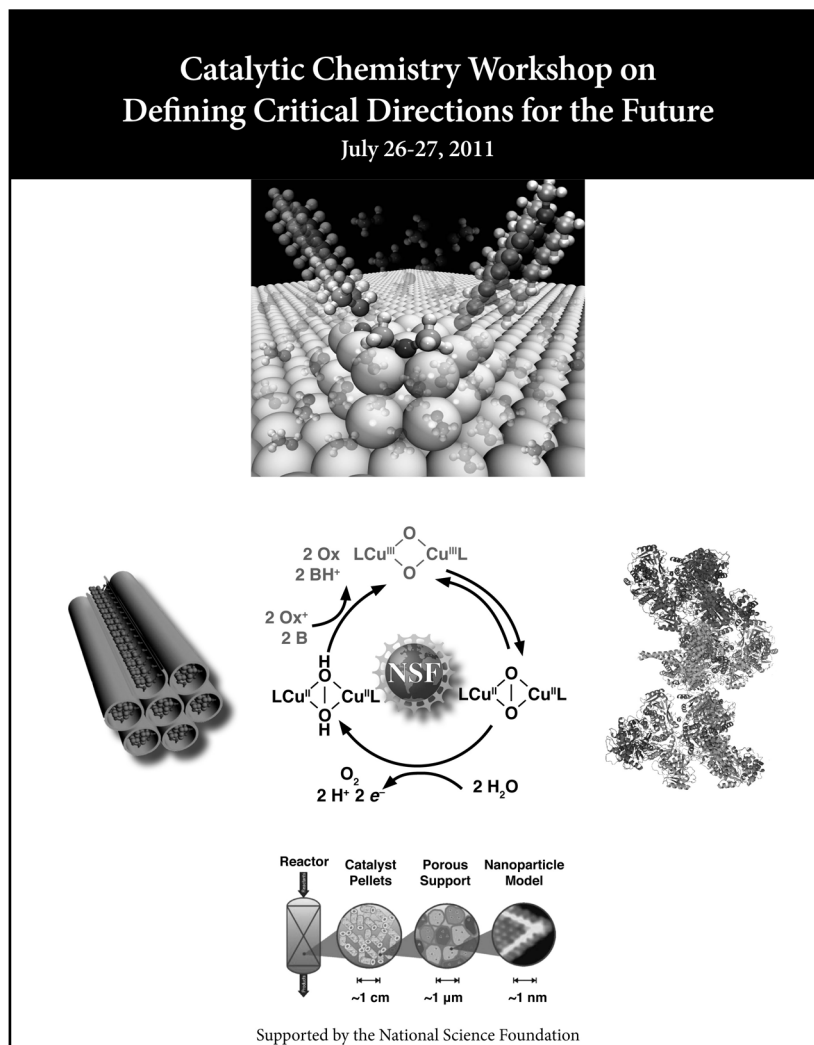 Catalytic Chemistry Workshop on
Defining Critical Directions for the Future
July 26-27, 2011
O
2 Ox LCuᴵᴵᴵ CuᴵᴵᴵL
2 BH⁺ O
2 Ox⁺
2 B
H
O
LCuᴵᴵ CuᴵᴵL
O
H
NSF
O
LCuᴵᴵ CuᴵᴵL
O
O₂
2 H⁺ 2 e⁻
2 H₂O
Reactor
Catalyst
Pellets
Porous
Support
Nanoparticle
Model
~1 cm
~1 µm
~1 nm
Supported by the National Science Foundation